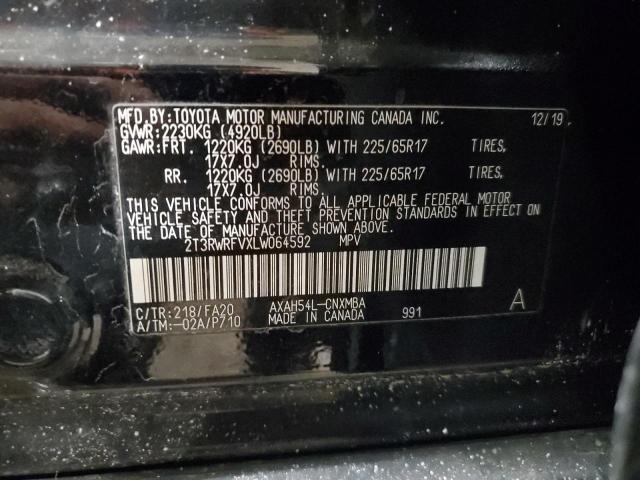 MFD.BY:TOYOTA MOTOR MANUFACTURING CANADA INC. 12/19
GVWR:2230KG (4920LB)
GAWR:FRT. 1220KG (2690LB) WITH 225/65R17 TIRES,
17X7.0J RIMS.
RR. 1220KG (2690LB) WITH 225/65R17 TIRES,
17X7.0J RIMS.
THIS VEHICLE CONFORMS TO ALL APPLICABLE FEDERAL MOTOR
VEHICLE SAFETY AND THEFT PREVENTION STANDARDS IN EFFECT ON
THE DATE OF MANUFACTURE SHOWN ABOVE.
2T3RWRFVXLW064592 MPV
C/TR:218/FA20 AXAH54L-CNXMBA A
A/TM:-02A/P710 MADE IN CANADA 991